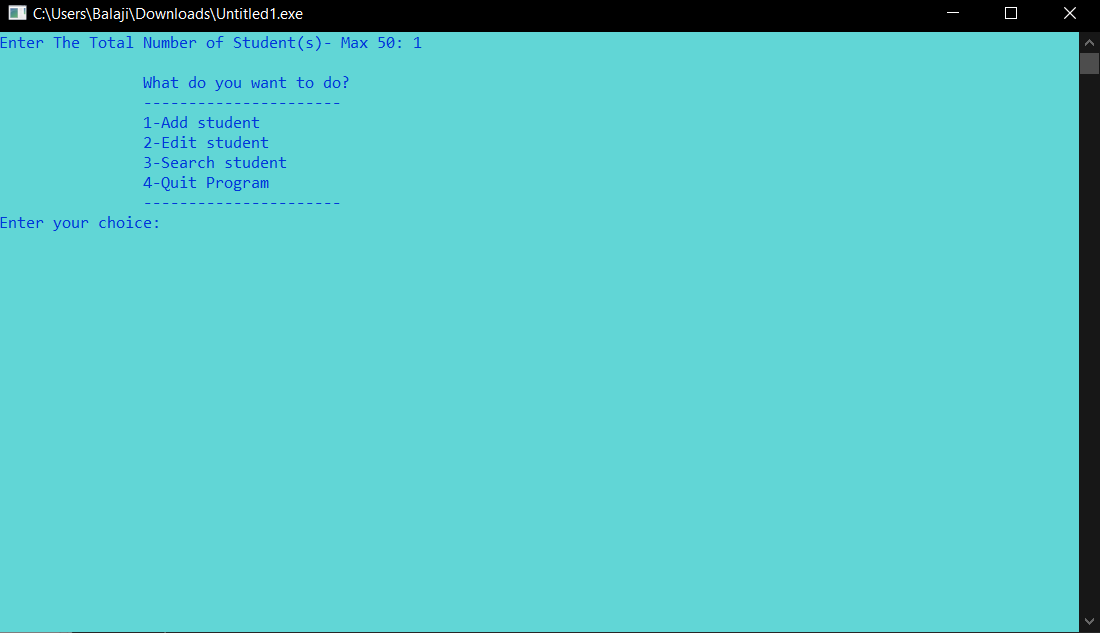 C:\Users\Balaji\Downloads\Untitled1.exe
Enter The Total Number of Student(s)- Max 50: 1
What do you want to do?
----------------------
1-Add student
2-Edit student
3-Search student
4-Quit Program
----------------------
Enter your choice: